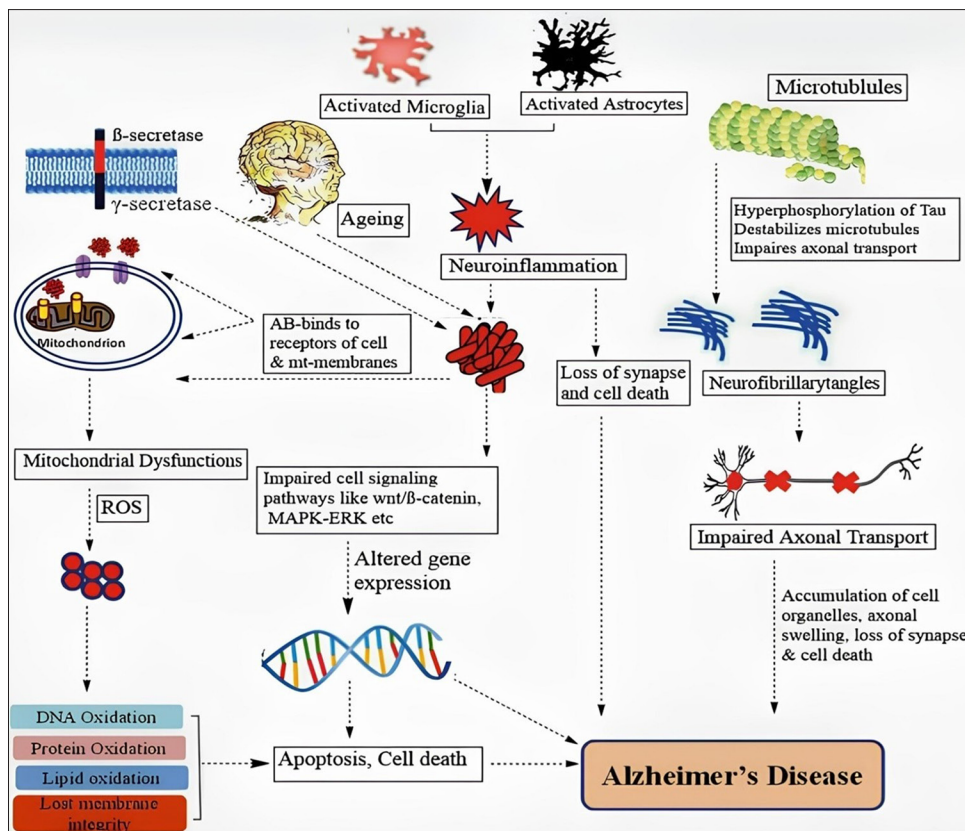 Activated Microglia
Activated Astrocytes
Microtublules
ß-secretase
γ-secretase
Ageing
Hyperphosphorylation of Tau
Destabilizes microtubules
Impaires axonal transport
Neuroinflammation
Mitochondrion
AB-binds to
receptors of cell
& mt-membranes
Loss of synapse
and cell death
Neurofibrillarytangles
Mitochondrial Dysfunctions
Impaired cell signaling
pathways like wnt/ß-catenin,
MAPK-ERK etc
ROS
Impaired Axonal Transport
Altered gene
expression
Accumulation of cell
organelles, axonal
swelling, loss of synapse
& cell death
DNA Oxidation
Protein Oxidation
Lipid oxidation
Lost membrane
integrity
Apoptosis, Cell death
Alzheimer's Disease